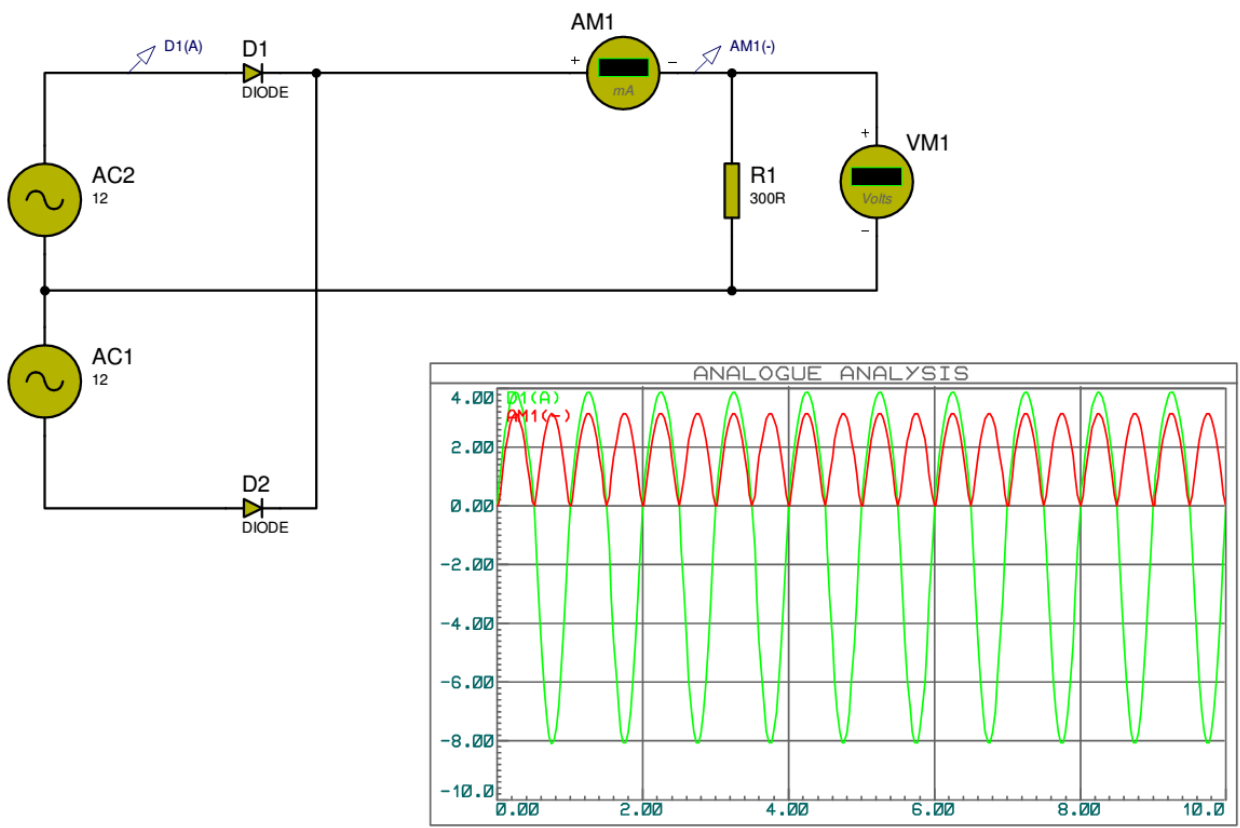 AM1
D1(A)
D1
AM1(-)
+
−
DIODE
mA
+
VM1
AC2
12
R1
300R
Volts
−
AC1
12
ANALOGUE ANALYSIS
4.00
D1(A)
AM1(-)
2.00
0.00
-2.00
-4.00
-6.00
-8.00
-10.0
0.00 2.00 4.00 6.00 8.00 10.0
D2
DIODE